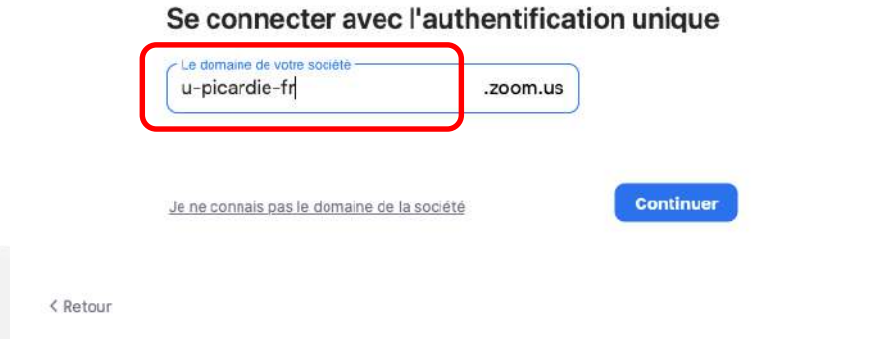 Se connecter avec l'authentification unique
Le domaine de votre société
u-picardie-fr .zoom.us
Je ne connais pas le domaine de la société
Continuer
< Retour